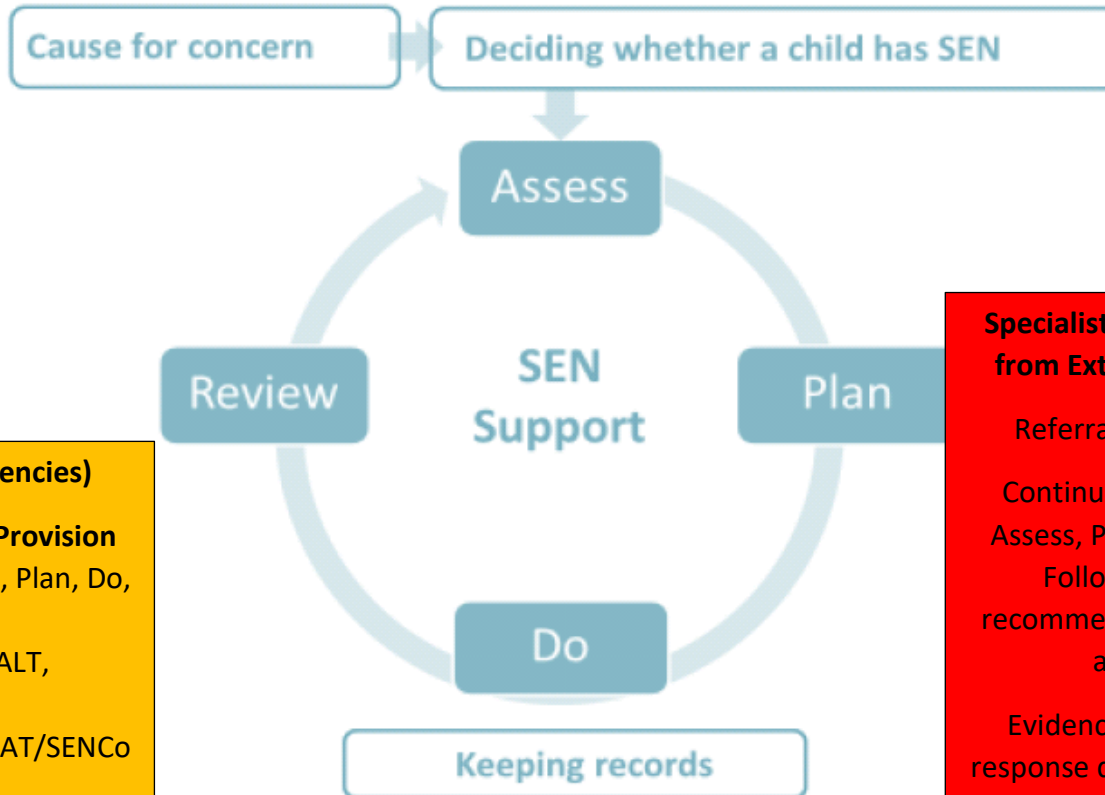 Cause for concern
Deciding whether a child has SEN
Assess
Review
SEN
Support
Plan
Do
Keeping records
encies)
Provision
, Plan, Do,
ALT,
AT/SENCo
Specialist
from Ext
Referra
Continu
Assess, P
Follo
recomme
a
Evidenc
response o